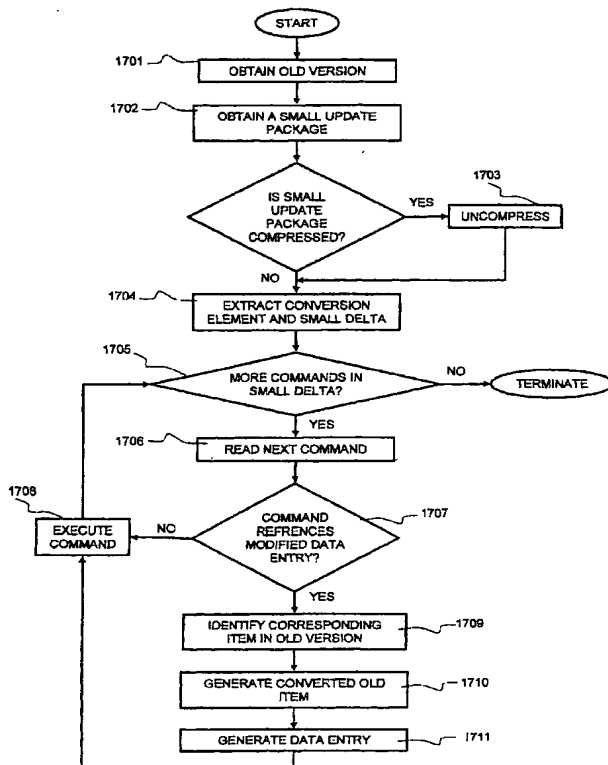 START
1701
OBTAIN OLD VERSION
1702
OBTAIN A SMALL UPDATE
PACKAGE
IS SMALL
UPDATE
PACKAGE
COMPRESSED?
YES
1703
UNCOMPRESS
NO
1704
EXTRACT CONVERSION
ELEMENT AND SMALL DELTA
1705
MORE COMMANDS IN
SMALL DELTA?
NO
TERMINATE
YES
1706
READ NEXT COMMAND
1708
EXECUTE
COMMAND
NO
COMMAND
REFRENCES
MODIFIED DATA
ENTRY?
1707
YES
IDENTIFY CORRESPONDING
ITEM IN OLD VERSION
1709
GENERATE CONVERTED OLD
ITEM
1710
GENERATE DATA ENTRY
1711